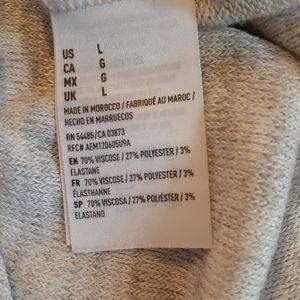 US L
CA G
MX G
UK L
MADE IN MOROCCO / FABRIQUÉ AU MAROC /
HECHO EN MARRUECOS
RN 54485 / CA 03873
RFC# AEM120605U9A
EN 70% VISCOSE / 27% POLYESTER / 3%
ELASTANE
FR 70% VISCOSE / 27% POLYESTER / 3%
ÉLASTHANNE
SP 70% VISCOSA / 27% POLIÉSTER / 3%
ELASTANO